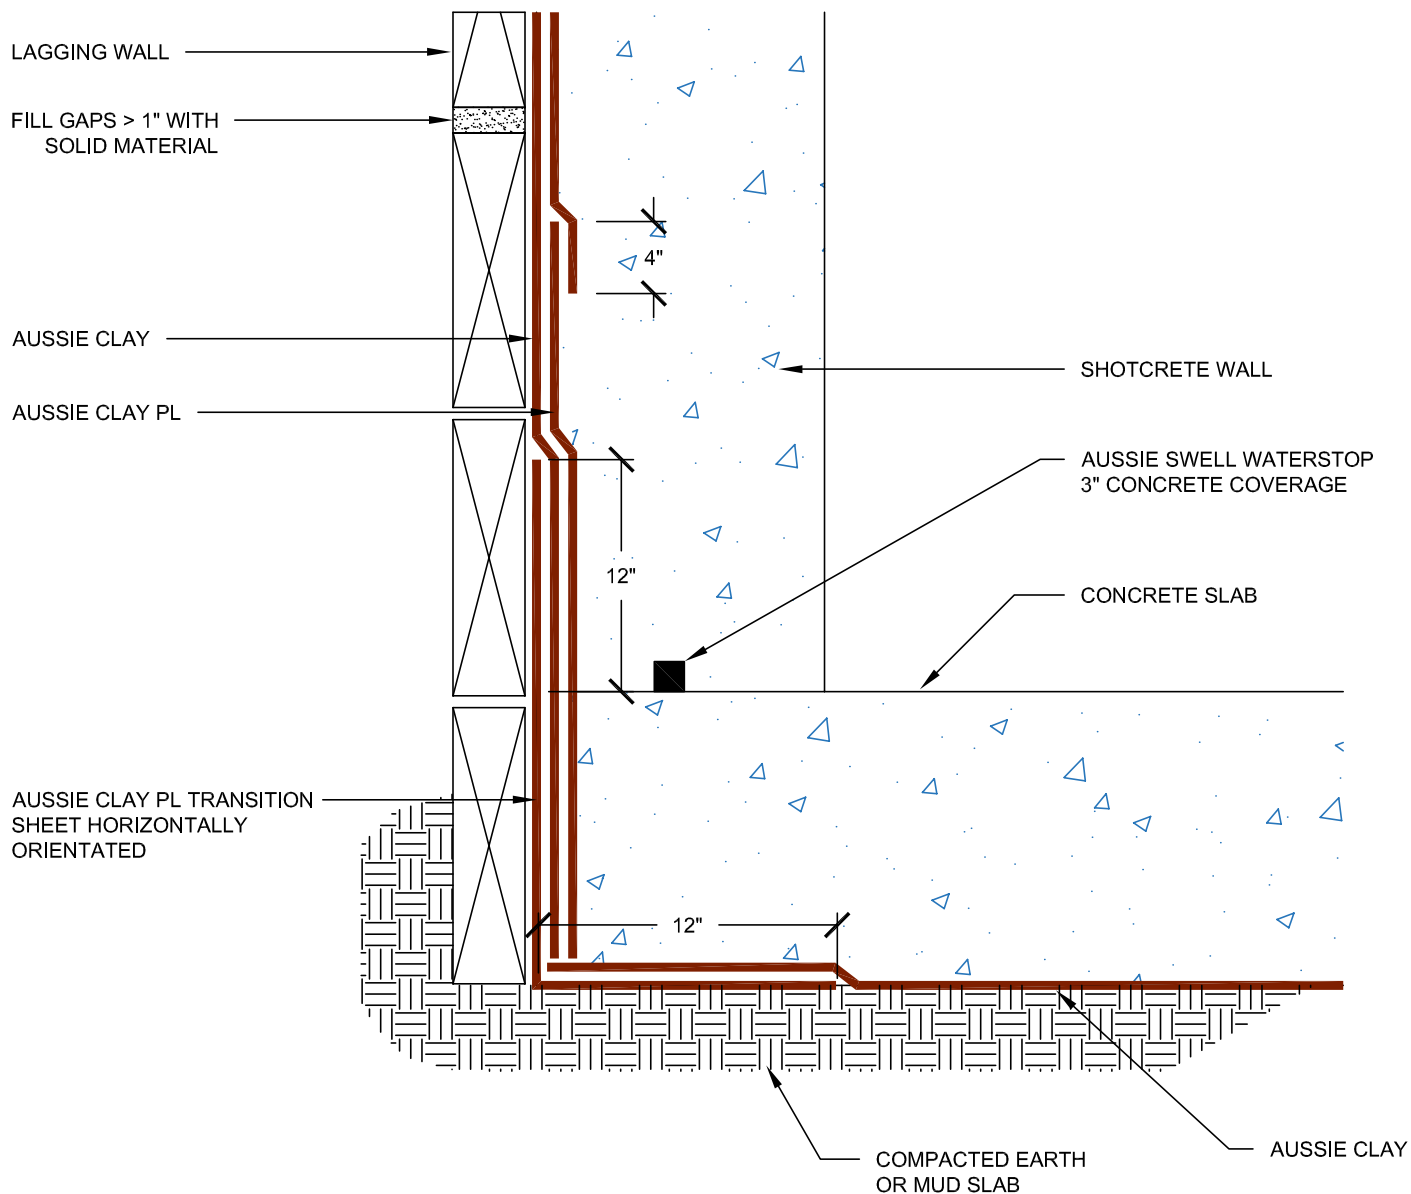 LAGGING WALL
FILL GAPS > 1" WITH
SOLID MATERIAL
4"
AUSSIE CLAY
SHOTCRETE WALL
AUSSIE CLAY PL
AUSSIE SWELL WATERSTOP
3" CONCRETE COVERAGE
12"
CONCRETE SLAB
AUSSIE CLAY PL TRANSITION
SHEET HORIZONTALLY
ORIENTATED
12"
AUSSIE CLAY
COMPACTED EARTH
OR MUD SLAB